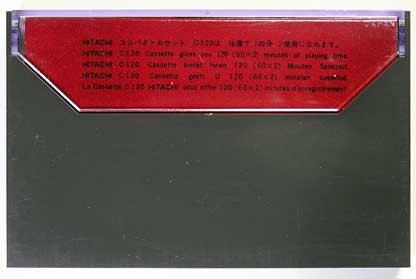 HITACHI コンパクトカセット C-120は 往復で 120分 ご使用になれます。
HITACHI C-120 Cassette gives you 120 (60×2) minutes of playing time.
HITACHI C-120 Cassette bietet Ihnen 120 (60×2) Minuten Spielzeit.
HITACHI C-120 Cassette geeft U 120 (60×2) minuten speeltijd.
La Cassette C-120 HITACHI vous offre 120 (60×2) minutes d'enregistrement